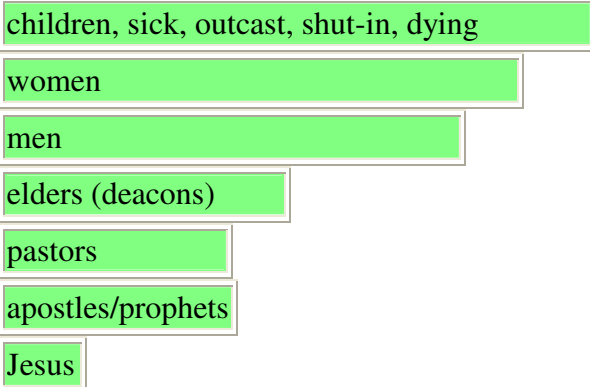 children, sick, outcast, shut-in, dying
women
men
elders (deacons)
pastors
apostles/prophets
Jesus